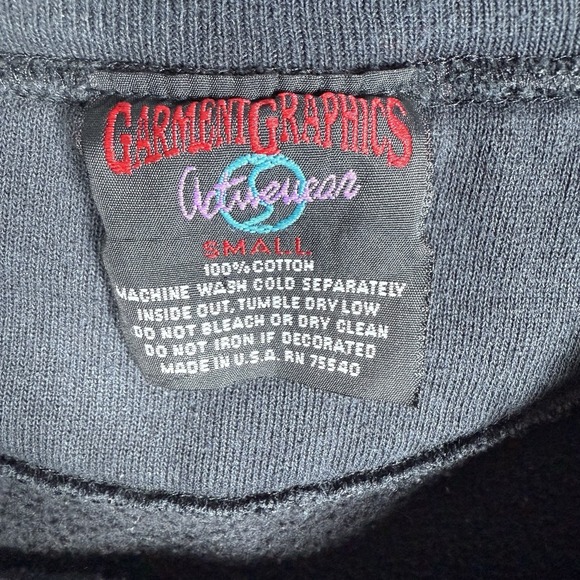 GARMENT GRAPHICS
Activewear
SMALL
100% COTTON
MACHINE WASH COLD SEPARATELY
INSIDE OUT, TUMBLE DRY LOW
DO NOT BLEACH OR DRY CLEAN
DO NOT IRON IF DECORATED
MADE IN U.S.A. RN 75540